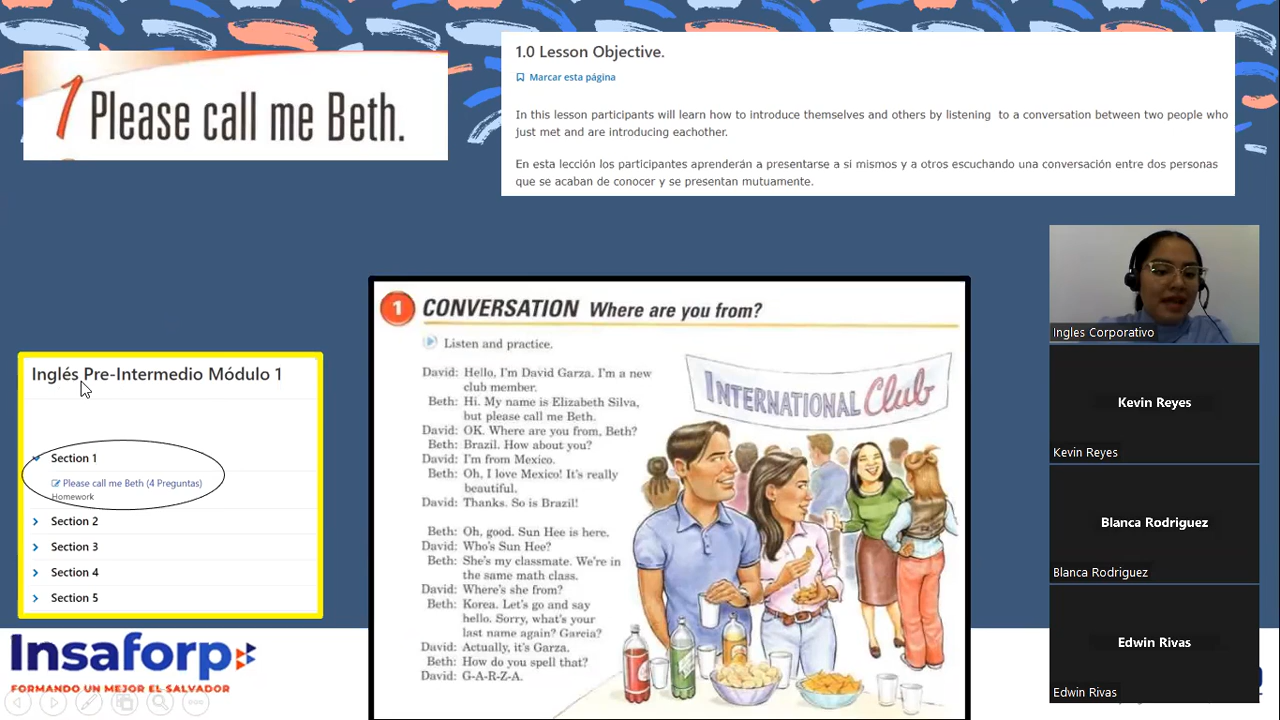 1 Please call me Beth.
1.0 Lesson Objective.
Marcar esta página
In this lesson participants will learn how to introduce themselves and others by listening to a conversation between two people who
just met and are introducing eachother.
En esta lección los participantes aprenderán a presentarse a si mismos y a otros escuchando una conversación entre dos personas
que se acaban de conocer y se presentan mutuamente.
Inglés Pre-Intermedio Módulo 1
Section 1
Please call me Beth (4 Preguntas)
Homework
Section 2
Section 3
Section 4
Section 5
Insaforp
FORMANDO UN MEJOR EL SALVADOR
1 CONVERSATION Where are you from?
Listen and practice.
David: Hello, I'm David Garza. I'm a new
club member.
Beth: Hi. My name is Elizabeth Silva,
but please call me Beth.
David: OK. Where are you from, Beth?
Beth: Brazil. How about you?
David: I'm from Mexico.
Beth: Oh, I love Mexico! It's really
beautiful.
David: Thanks. So is Brazil!
Beth: Oh, good. Sun Hee is here.
David: Who's Sun Hee?
Beth: She's my classmate. We're in
the same math class.
David: Where's she from?
Beth: Korea. Let's go and say
hello. Sorry, what's your
last name again? Garcia?
David: Actually, it's Garza.
Beth: How do you spell that?
David: G-A-R-Z-A.
INTERNATIONAL Club
Ingles Corporativo
Kevin Reyes
Kevin Reyes
Blanca Rodriguez
Blanca Rodriguez
Edwin Rivas
Edwin Rivas